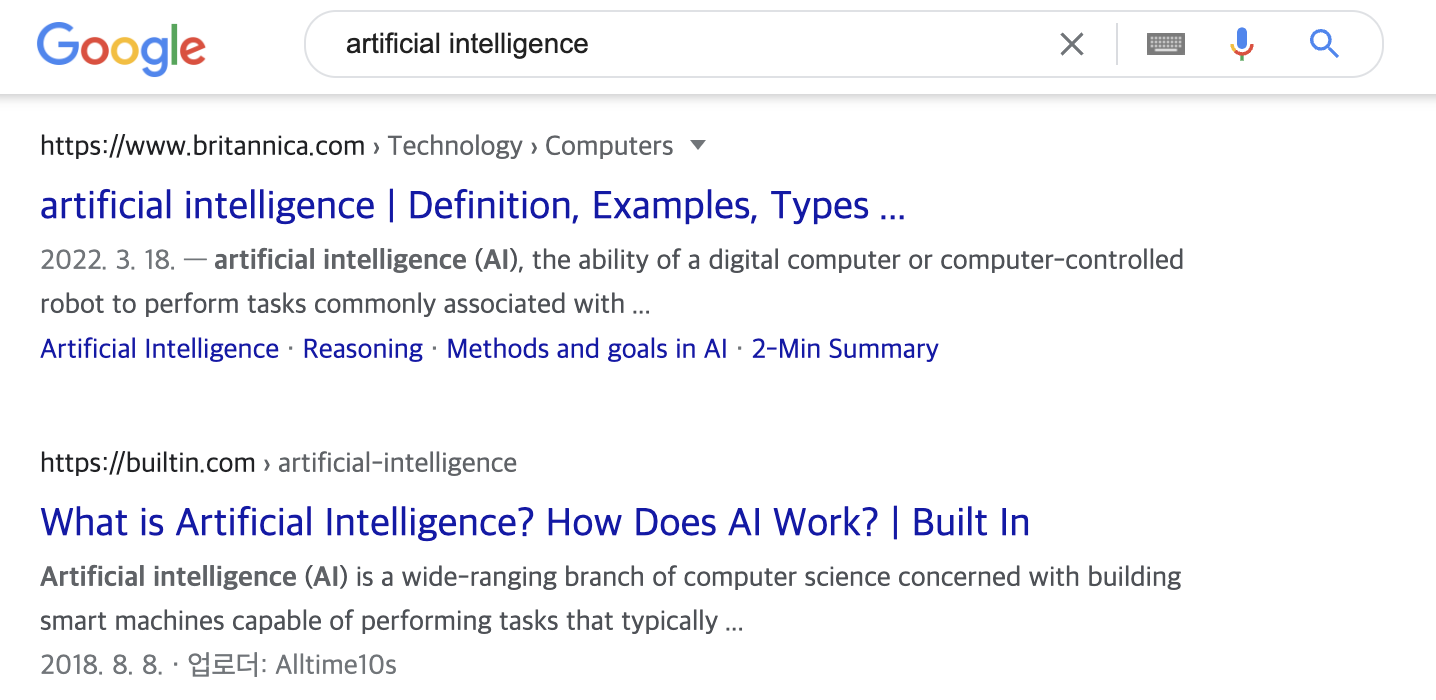 Google
artificial intelligence
https://www.britannica.com › Technology › Computers
artificial intelligence | Definition, Examples, Types ...
2022. 3. 18. — artificial intelligence (AI), the ability of a digital computer or computer-controlled
robot to perform tasks commonly associated with ...
Artificial Intelligence · Reasoning · Methods and goals in AI · 2-Min Summary
https://builtin.com › artificial-intelligence
What is Artificial Intelligence? How Does AI Work? | Built In
Artificial intelligence (AI) is a wide-ranging branch of computer science concerned with building
smart machines capable of performing tasks that typically ...
2018. 8. 8. · 업로더: Alltime10s